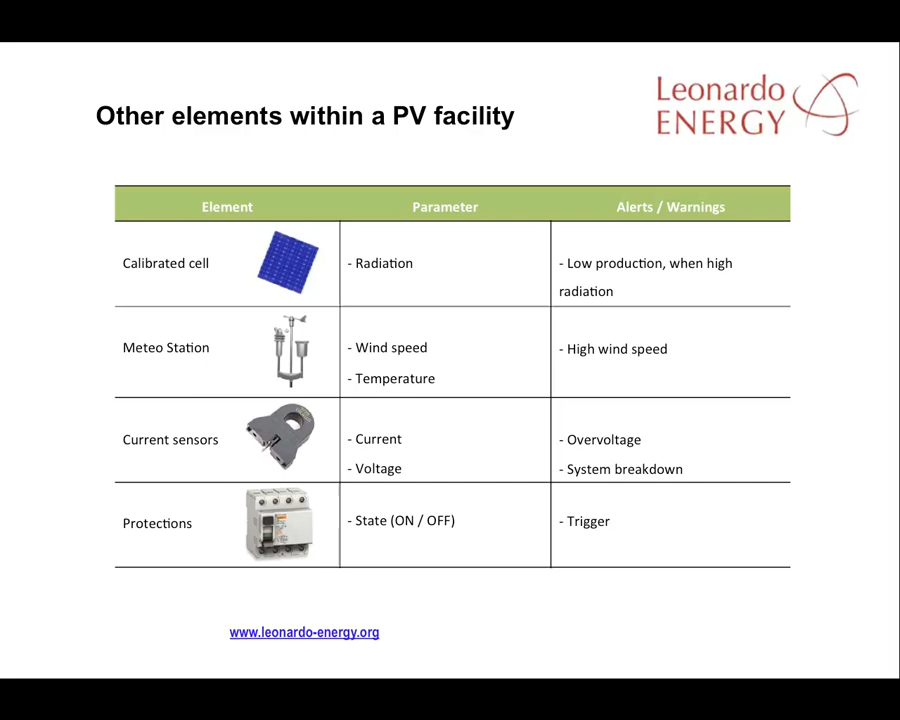 Other elements within a PV facility
Leonardo
ENERGY
Element Parameter Alerts / Warnings
Calibrated cell - Radiation - Low production, when high
radiation
Meteo Station - Wind speed - High wind speed
- Temperature
Current sensors - Current - Overvoltage
- Voltage - System breakdown
Protections - State (ON / OFF) - Trigger
www.leonardo-energy.org